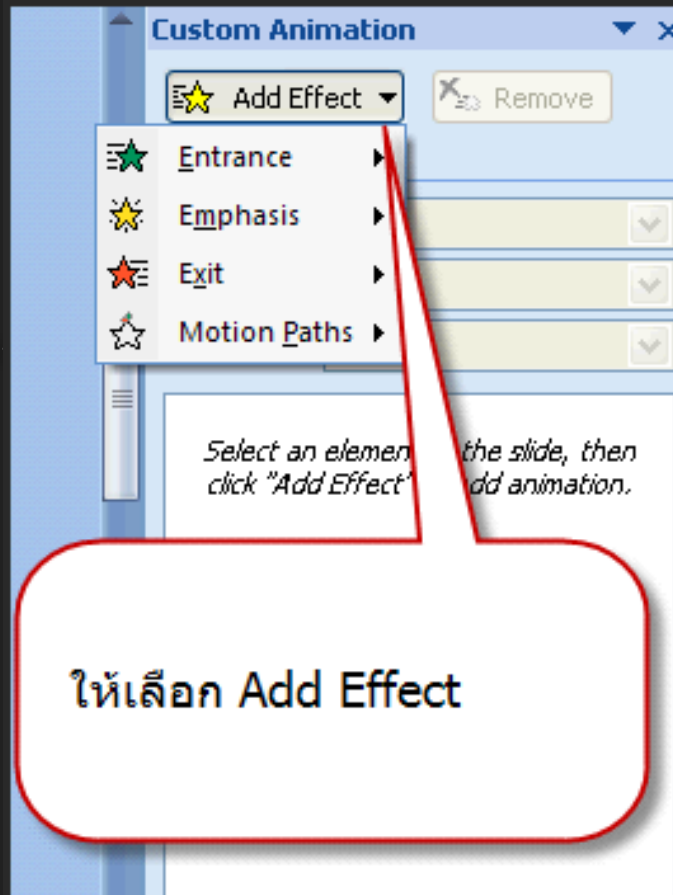 Custom Animation
Add Effect
Remove
Entrance
Emphasis
Exit
Motion Paths
Select an elemen the slide, then
click "Add Effect" dd animation.
ให้เลือก Add Effect